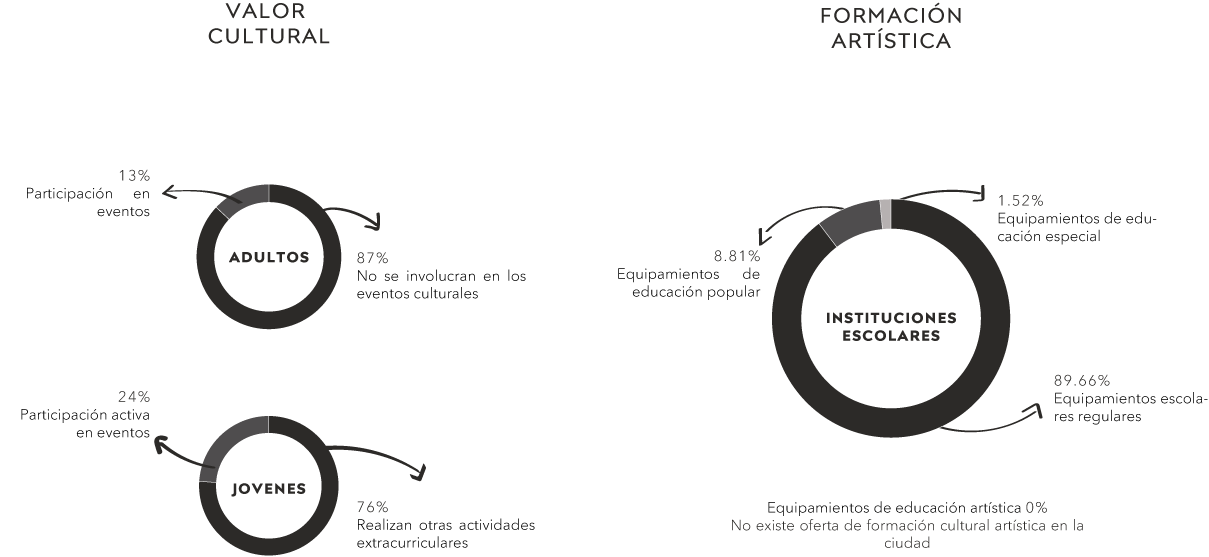 VALOR
CULTURAL
13%
Participación en
eventos
ADULTOS
87%
No se involucran en los
eventos culturales
24%
Participación activa
en eventos
JOVENES
76%
Realizan otras actividades
extracurriculares
FORMACIÓN
ARTÍSTICA
1.52%
Equipamientos de edu-
cación especial
8.81%
Equipamientos de
educación popular
INSTITUCIONES
ESCOLARES
89.66%
Equipamientos escola-
res regulares
Equipamientos de educación artística 0%
No existe oferta de formación cultural artística en la
ciudad